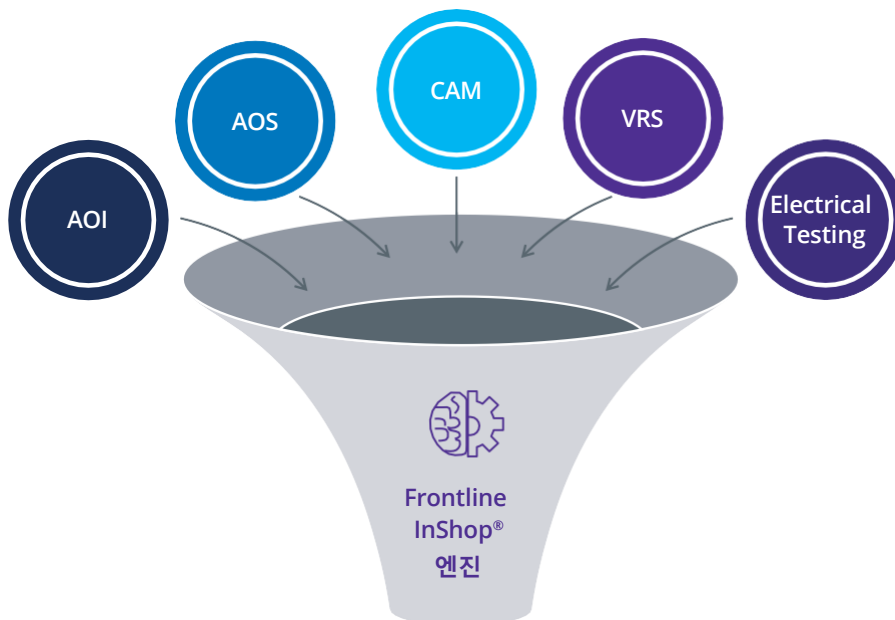 AOI
AOS
CAM
VRS
Electrical
Testing
Frontline
InShop®
엔진